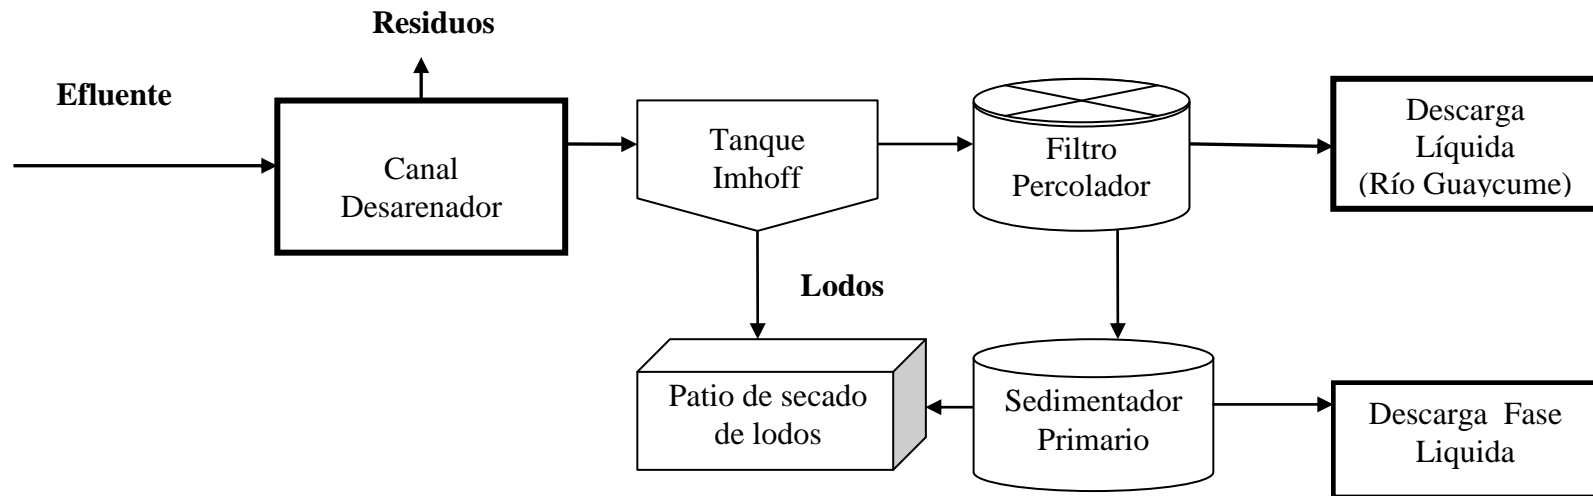 Residuos
Efluente
Canal
Desarenador
Tanque
Imhoff
Filtro
Percolador
Descarga
Líquida
(Río Guaycume)
Lodos
Patio de secado
de lodos
Sedimentador
Primario
Descarga Fase
Liquida